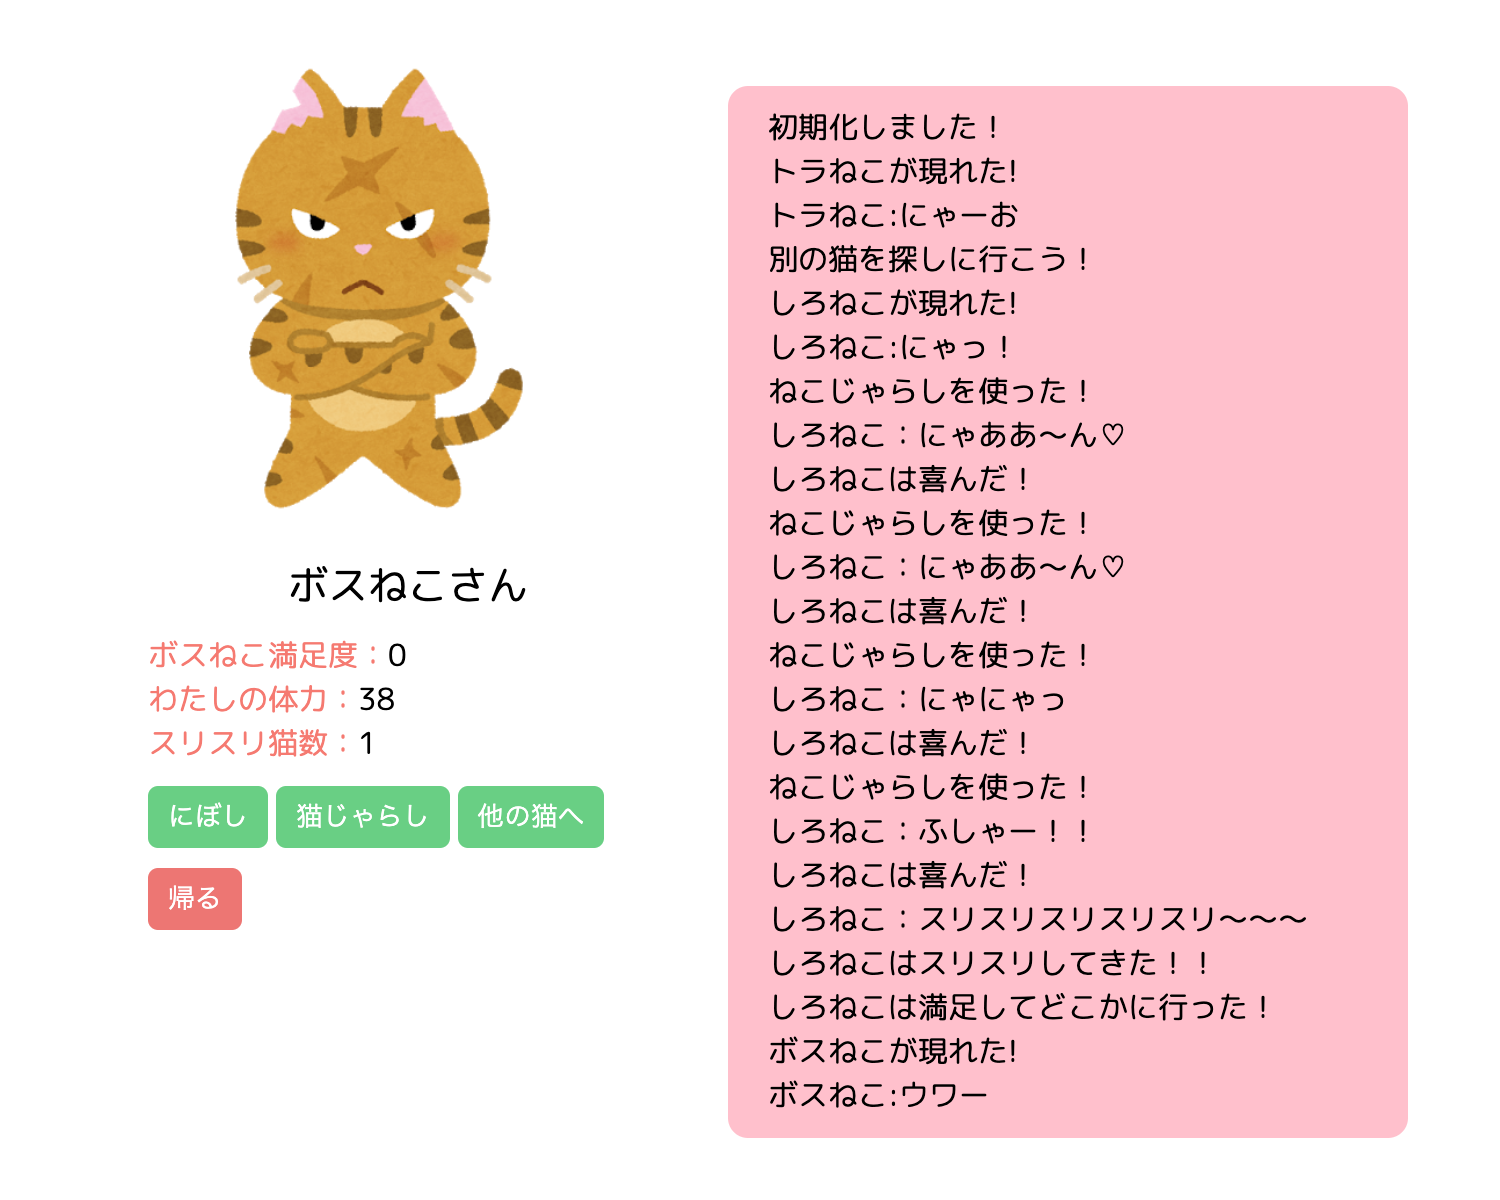 ボスねこさん
ボスねこ満足度：0
わたしの体力：38
スリスリ猫数：1
にぼし
猫じゃらし
他の猫へ
帰る
初期化しました！
トラねこが現れた!
トラねこ:にゃーお
別の猫を探しに行こう！
しろねこが現れた!
しろねこ:にゃっ！
ねこじゃらしを使った！
しろねこ：にゃああ〜ん♡
しろねこは喜んだ！
ねこじゃらしを使った！
しろねこ：にゃああ〜ん♡
しろねこは喜んだ！
ねこじゃらしを使った！
しろねこ：にゃにゃっ
しろねこは喜んだ！
ねこじゃらしを使った！
しろねこ：ふしゃー！！
しろねこは喜んだ！
しろねこ：スリスリスリスリスリ〜〜〜
しろねこはスリスリしてきた！！
しろねこは満足してどこかに行った！
ボスねこが現れた!
ボスねこ:ウワー